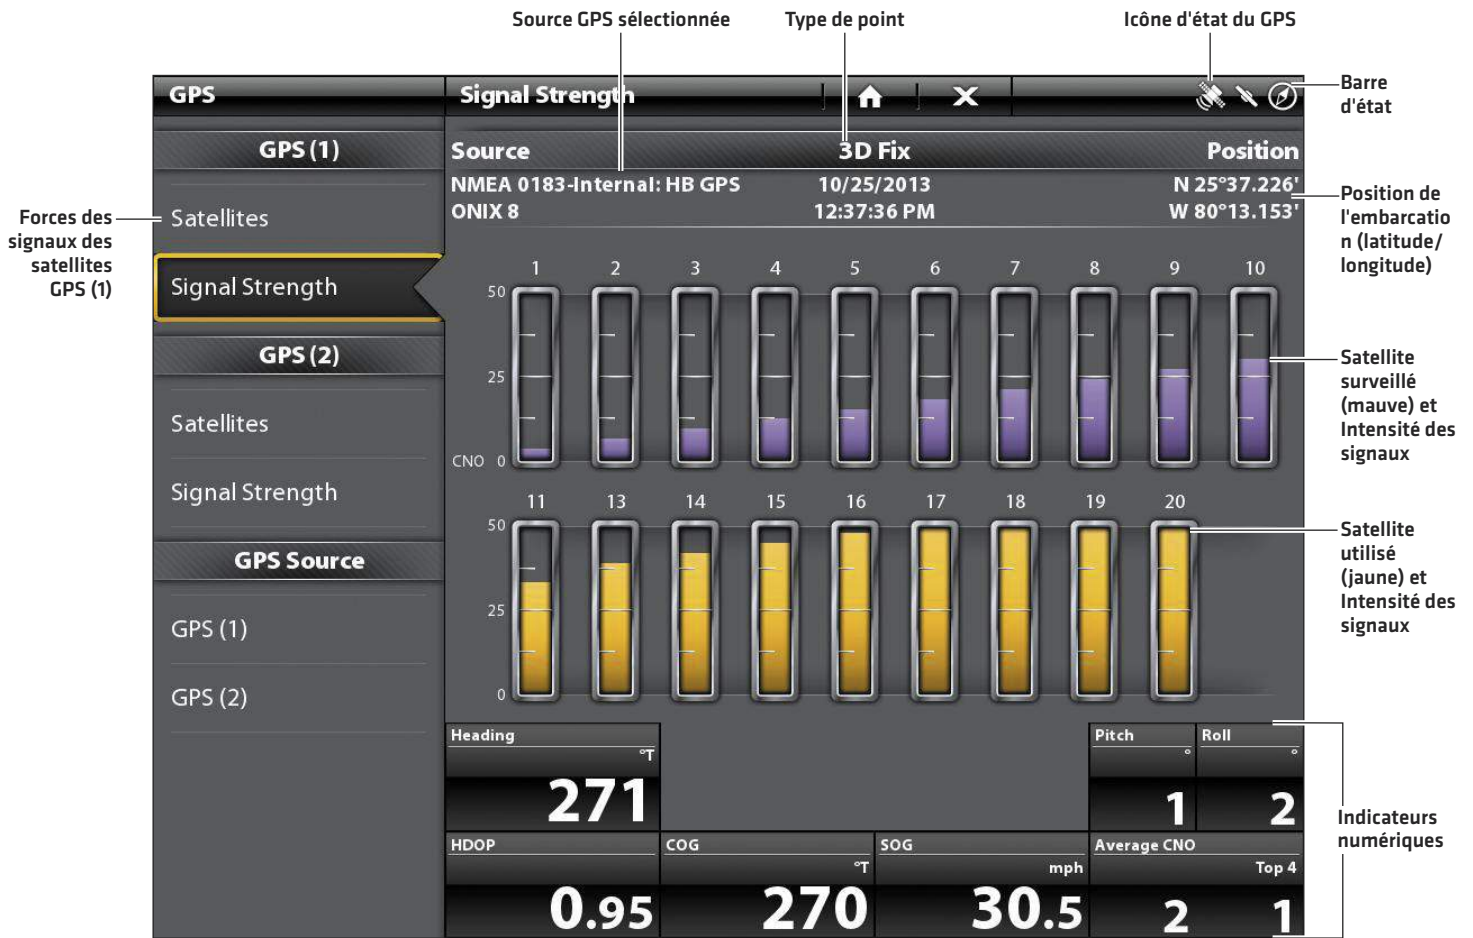 Source GPS sélectionnée
Type de point
Icône d'état du GPS
Barre
d'état
GPS
Signal Strength
GPS (1)
Source
3D Fix
Position
NMEA 0183-Internal: HB GPS
10/25/2013
N 25°37.226'
ONIX 8
12:37:36 PM
W 80°13.153'
Position de
l'embarcatio
n (latitude/
longitude)
Forces des
signaux des
satellites
GPS (1)
Satellites
Signal Strength
GPS (2)
Satellites
Signal Strength
GPS Source
GPS (1)
GPS (2)
1 2 3 4 5 6 7 8 9 10
50
25
CNO 0
Satellite
surveillé
(mauve) et
Intensité des
signaux
11 13 14 15 16 17 18 19 20
50
25
0
Satellite
utilisé
(jaune) et
Intensité des
signaux
Heading
°T
271
Pitch
°
1
Roll
°
2
HDOP
0.95
COG
°T
270
SOG
mph
30.5
Average CNO
Top 4
2 1
Indicateurs
numériques